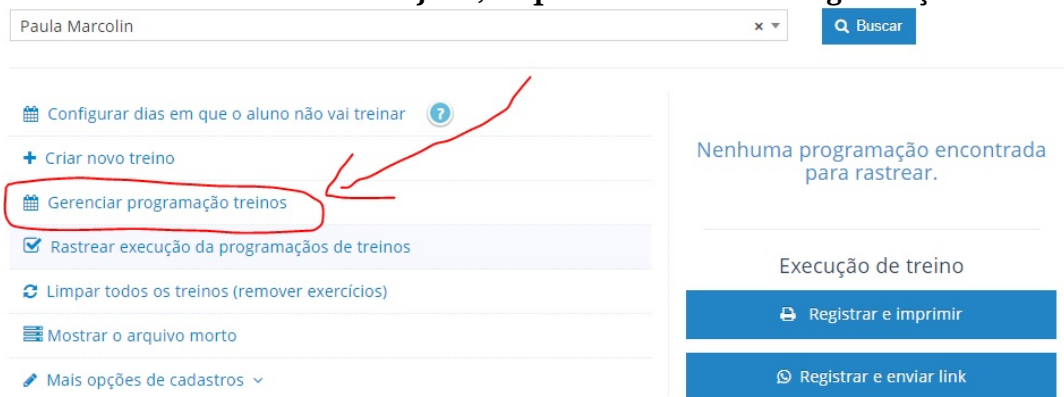 Paula Marcolin
× Buscar
Configurar dias em que o aluno não vai treinar ?
+ Criar novo treino
Gerenciar programação treinos
Rastrear execução da programaçãos de treinos
Limpar todos os treinos (remover exercícios)
Mostrar o arquivo morto
Mais opções de cadastros
Nenhuma programação encontrada
para rastrear.
Execução de treino
Registrar e imprimir
Registrar e enviar link